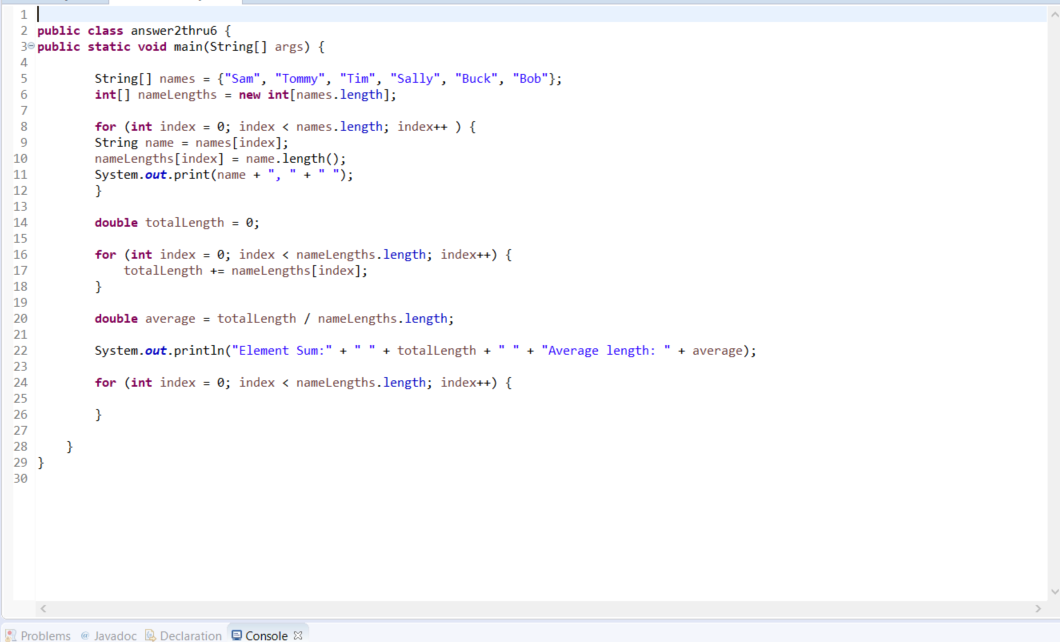 1
2 public class answer2thru6 {
3 public static void main(String[] args) {
4
5 String[] names = {"Sam", "Tommy", "Tim", "Sally", "Buck", "Bob"};
6 int[] nameLengths = new int[names.length];
7
8 for (int index = 0; index < names.length; index++ ) {
9 String name = names[index];
10 nameLengths[index] = name.length();
11 System.out.print(name + ", " + " ");
12 }
13
14 double totalLength = 0;
15
16 for (int index = 0; index < nameLengths.length; index++) {
17 totalLength += nameLengths[index];
18 }
19
20 double average = totalLength / nameLengths.length;
21
22 System.out.println("Element Sum:" + " " + totalLength + " " + "Average length: " + average);
23
24 for (int index = 0; index < nameLengths.length; index++) {
25
26 }
27
28 }
29 }
30
Problems Javadoc Declaration Console